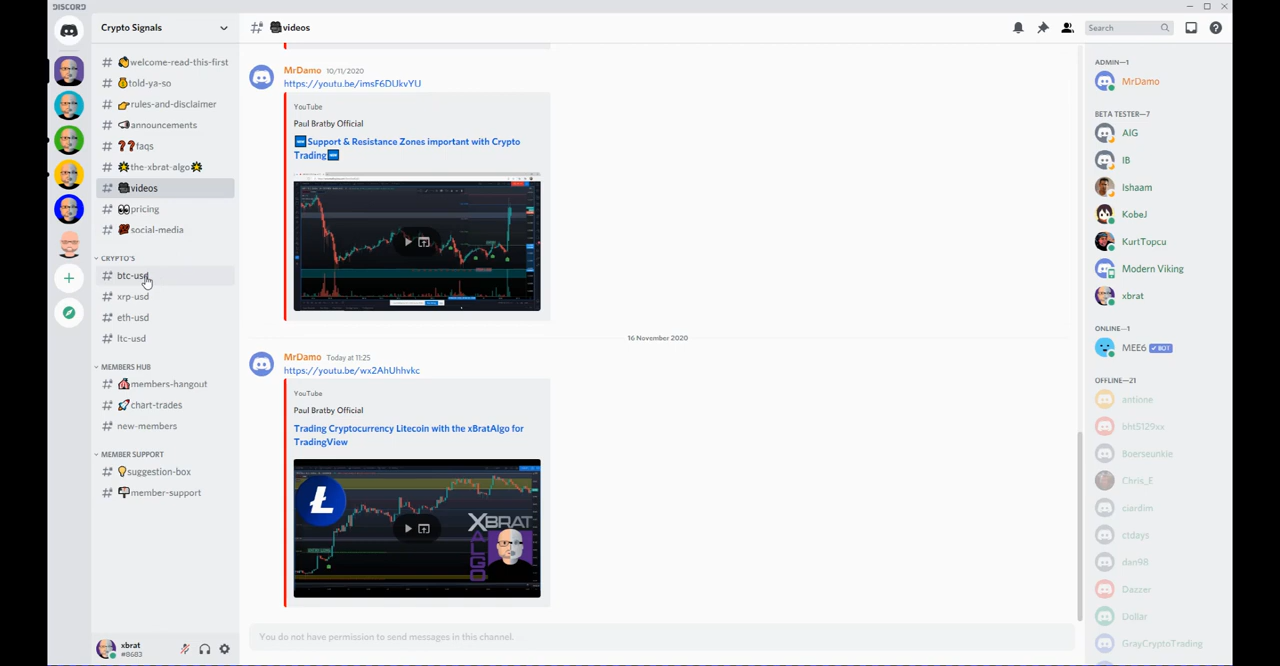 DISCORD
Crypto Signals
welcome-read-this-first
told-ya-so
rules-and-disclaimer
announcements
faqs
the-xbrat-algo
videos
pricing
social-media
CRYPTO'S
btc-usd
xrp-usd
eth-usd
ltc-usd
MEMBERS HUB
members-hangout
chart-trades
new-members
MEMBER SUPPORT
suggestion-box
member-support
xbrat
#8683
videos
Search
MrDamo 10/11/2020
https://youtu.be/imsF6DUkvYU
YouTube
Paul Bratby Official
Support & Resistance Zones important with Crypto
Trading
16 November 2020
MrDamo Today at 11:25
https://youtu.be/wx2AhUhhvkc
YouTube
Paul Bratby Official
Trading Cryptocurrency Litecoin with the xBratAlgo for
TradingView
XBRAT
ALGO
You do not have permission to send messages in this channel.
ADMIN—1
MrDamo
BETA TESTER—7
AIG
IB
Ishaam
KobeJ
KurtTopcu
Modern Viking
xbrat
ONLINE—1
MEE6 BOT
OFFLINE—21
antione
bht5129xx
Boerseunkie
Chris_E
ciardim
ctdays
dan98
Dazzer
Dollar
GrayCryptoTrading